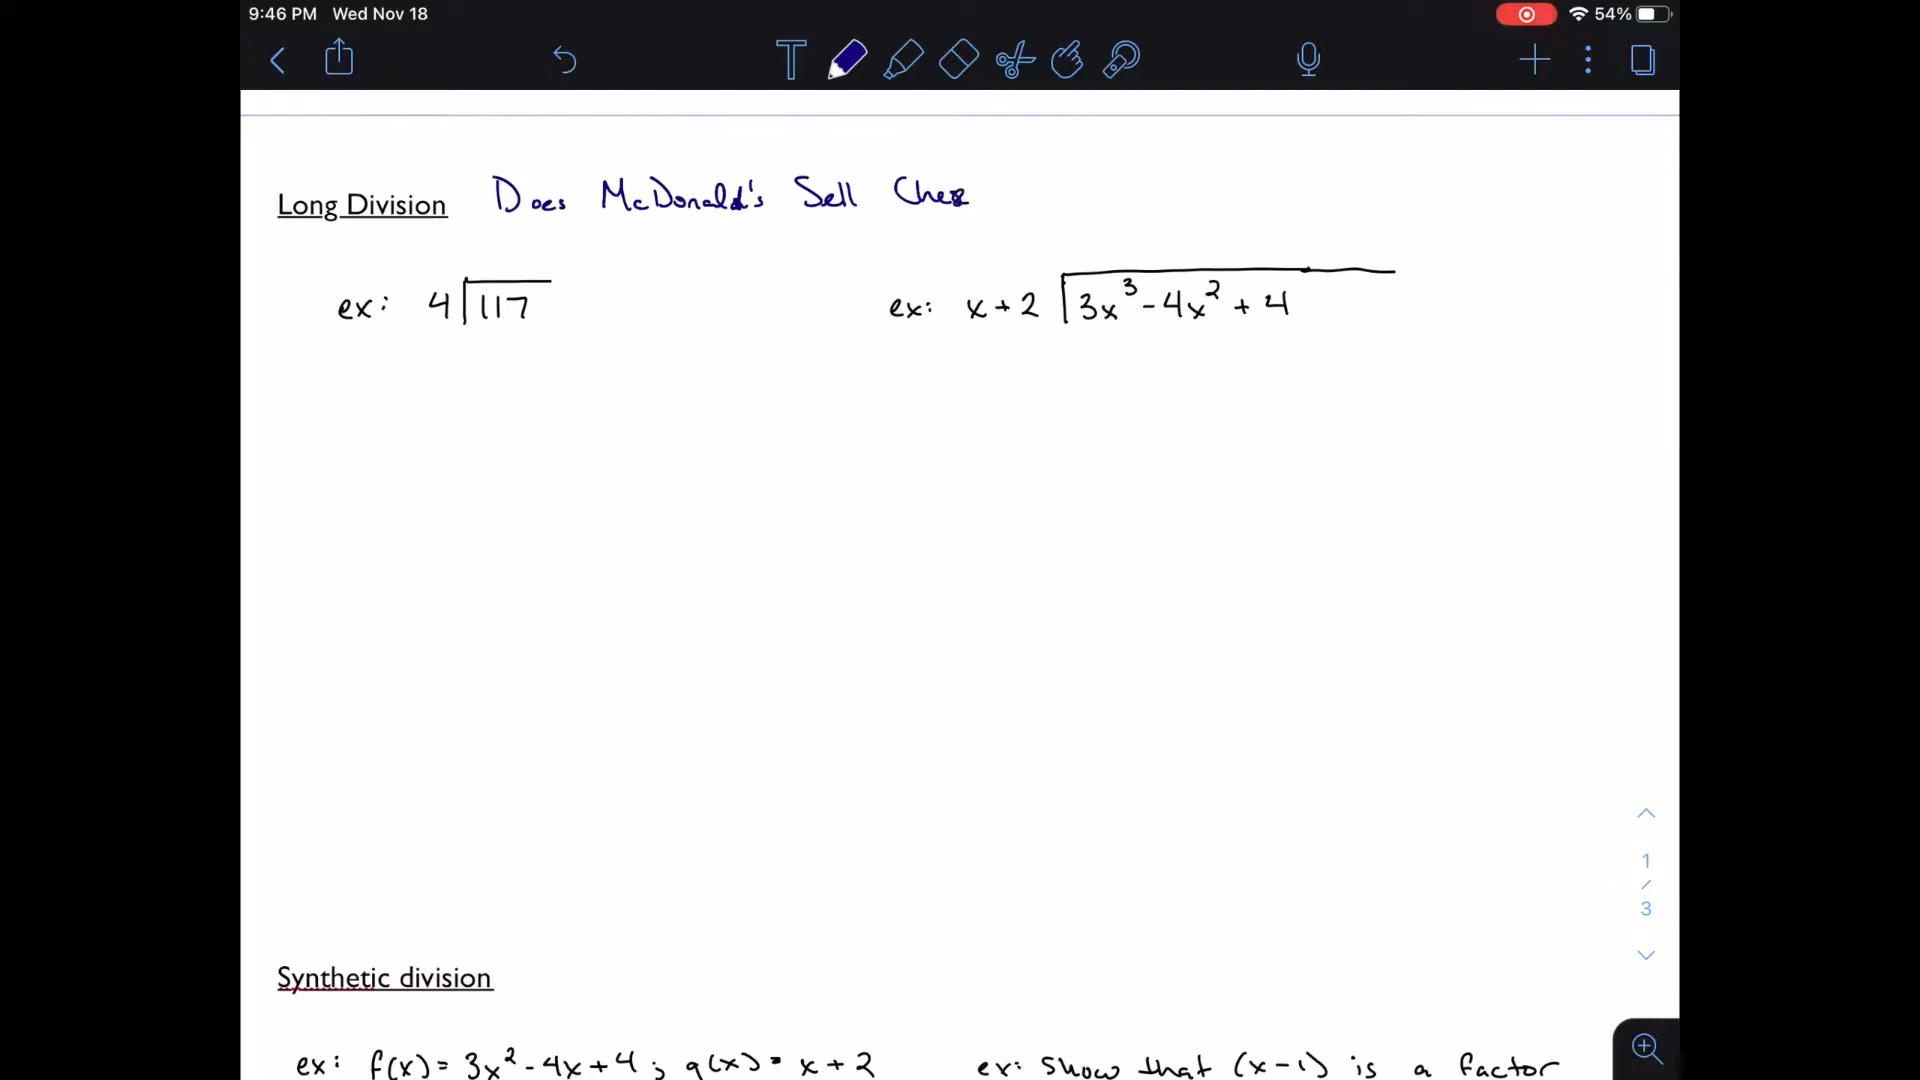 9:46 PM Wed Nov 18 54%
Long Division Does McDonald's Sell
ex: 4 117 ex: x + 2 3x³ - 4x² + 4
1
/
3
Synthetic division
ex: f(x) = 3x² - 4x + 4 ; g(x) = x + 2 ex: show that (x-1) is a factor